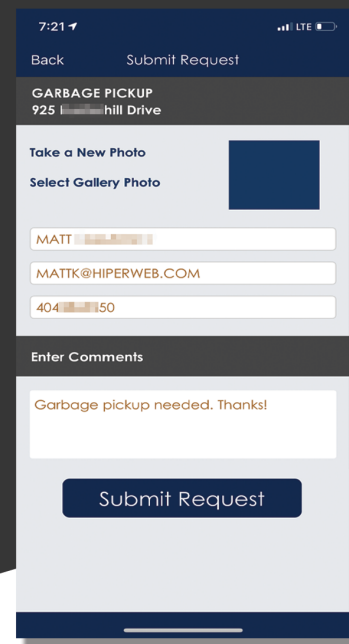 7:21
LTE
Back Submit Request
GARBAGE PICKUP
925 hill Drive
Take a New Photo
Select Gallery Photo
MATT
MATTK@HIPERWEB.COM
404 50
Enter Comments
Garbage pickup needed. Thanks!
Submit Request